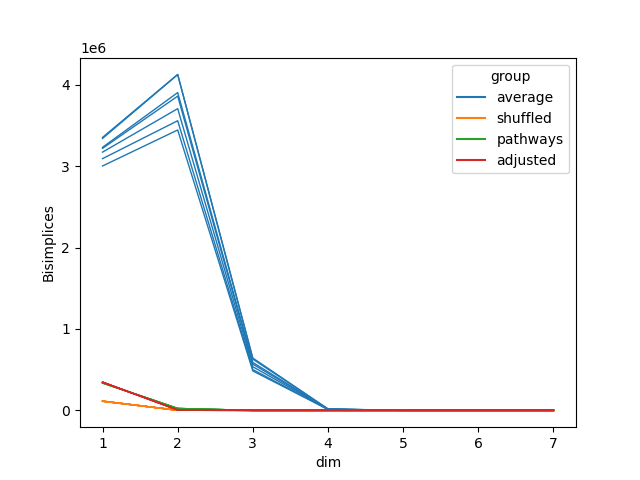 1e6
4
3
2
1
0
Bisimplices
1 2 3 4 5 6 7
dim
group
average
shuffled
pathways
adjusted